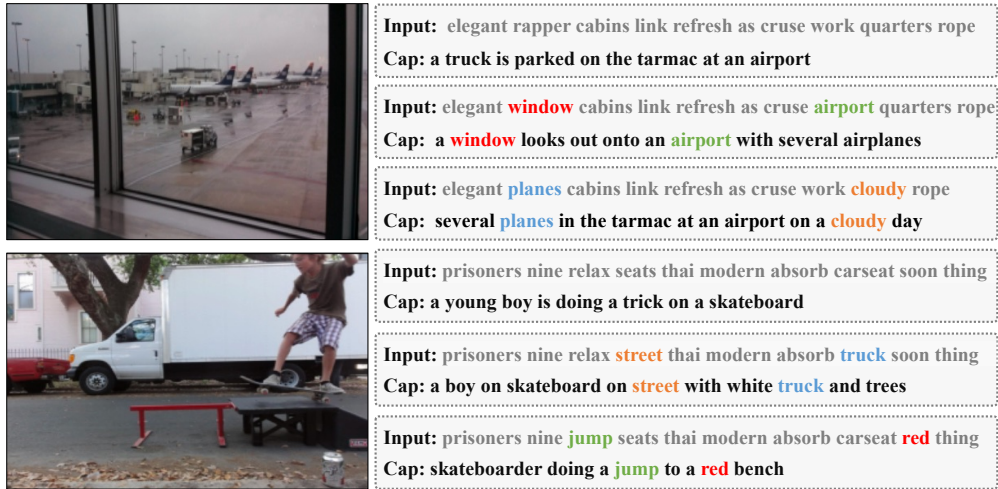 Input: elegant rapper cabins link refresh as cruse work quarters rope
Cap: a truck is parked on the tarmac at an airport
Input: elegant window cabins link refresh as cruse airport quarters rope
Cap: a window looks out onto an airport with several airplanes
Input: elegant planes cabins link refresh as cruse work cloudy rope
Cap: several planes in the tarmac at an airport on a cloudy day
Input: prisoners nine relax seats thai modern absorb carseat soon thing
Cap: a young boy is doing a trick on a skateboard
Input: prisoners nine relax street thai modern absorb truck soon thing
Cap: a boy on skateboard on street with white truck and trees
Input: prisoners nine jump seats thai modern absorb carseat red thing
Cap: skateboarder doing a jump to a red bench